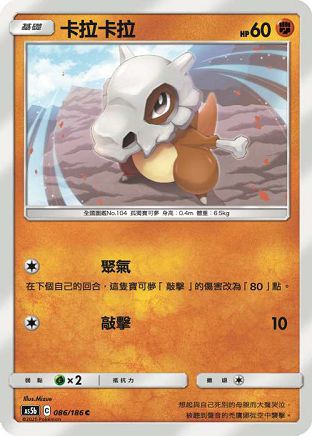 基礎 卡拉卡拉 HP60
全國圖鑑No.104 孤獨寶可夢 身高：0.4m 體重：6.5kg
聚氣
在下個自己的回合，這隻寶可夢「敲擊」的傷害改為「80」點。
敲擊 10
弱點 ×2 抵抗力 撤退
Illus.Mizue
想起與自己死別的母親而大聲哭泣。
被聽到聲音的禿鷹娜從空中襲擊。
AS5b C 086/186 C
©2021 Pokémon